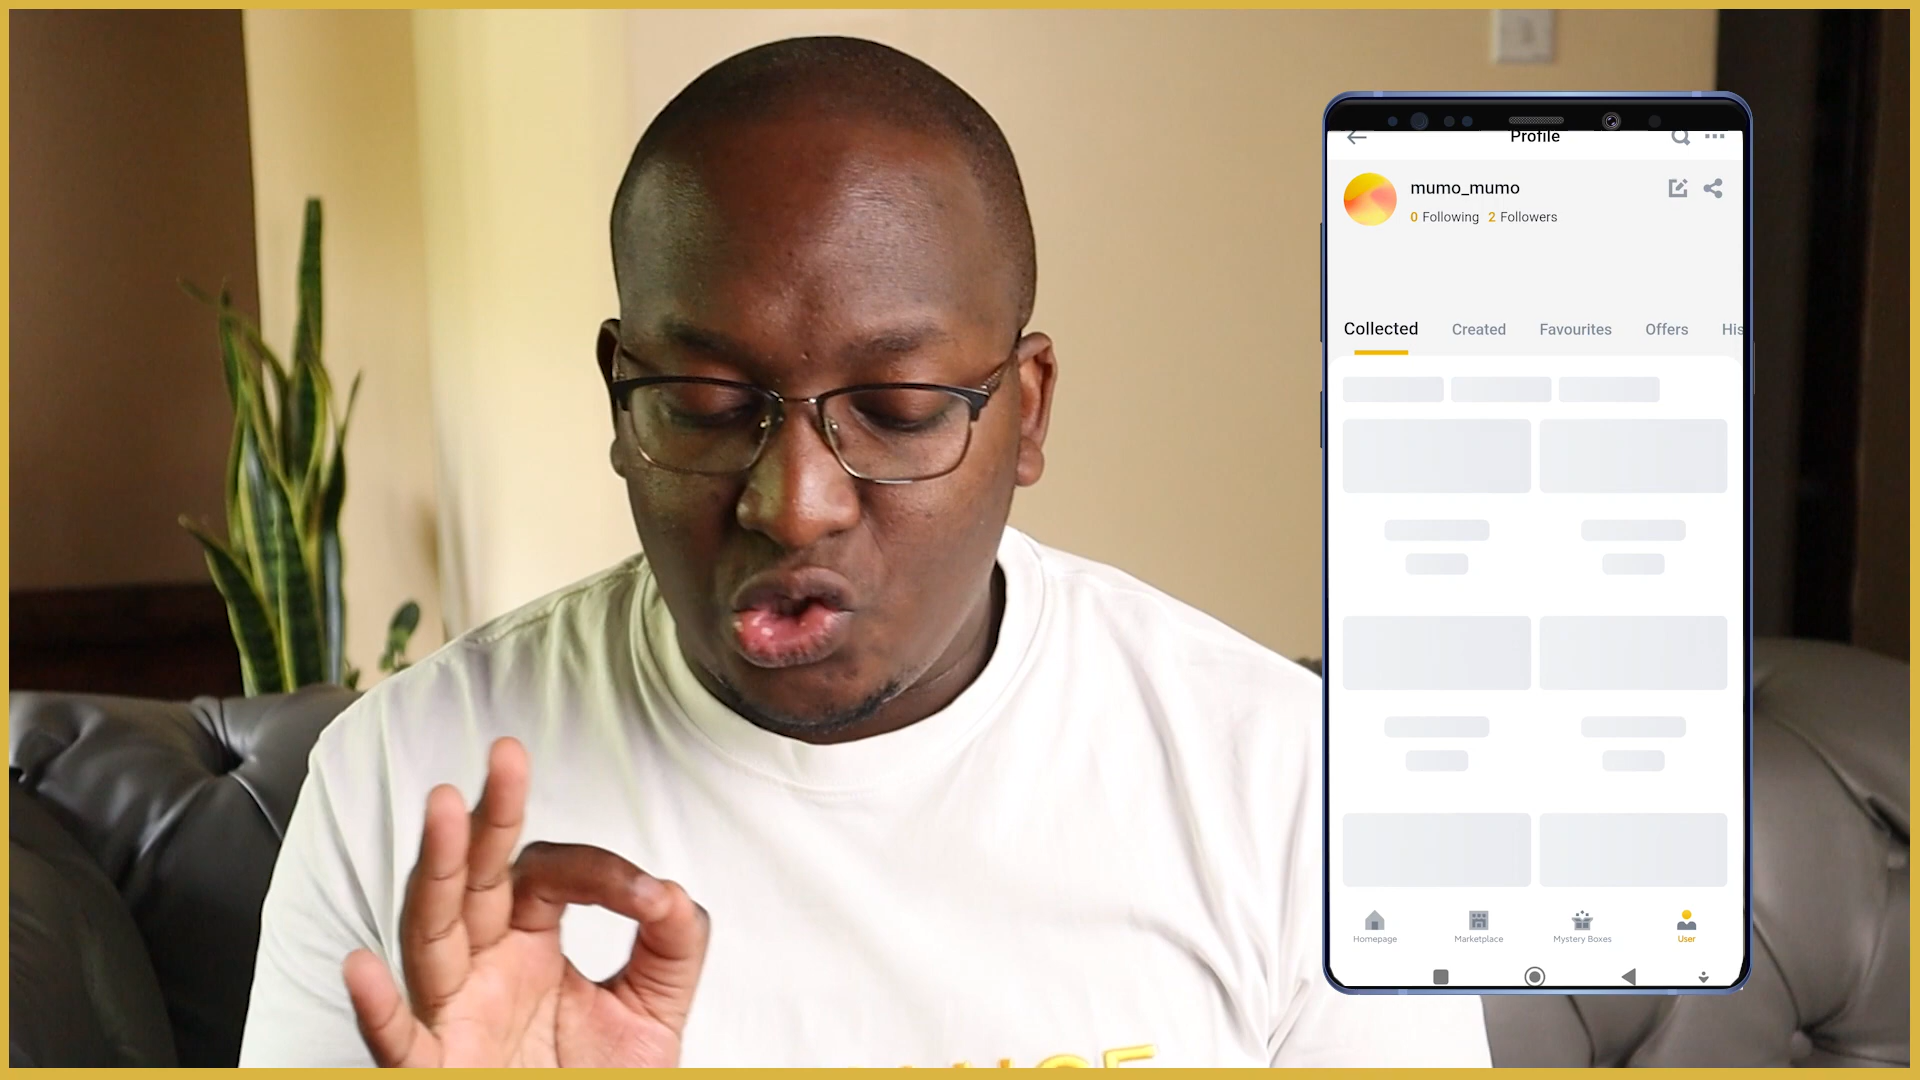 Profile
mumo_mumo
0 Following 2 Followers
Collected Created Favourites Offers His
Homepage Marketplace Mystery Boxes User